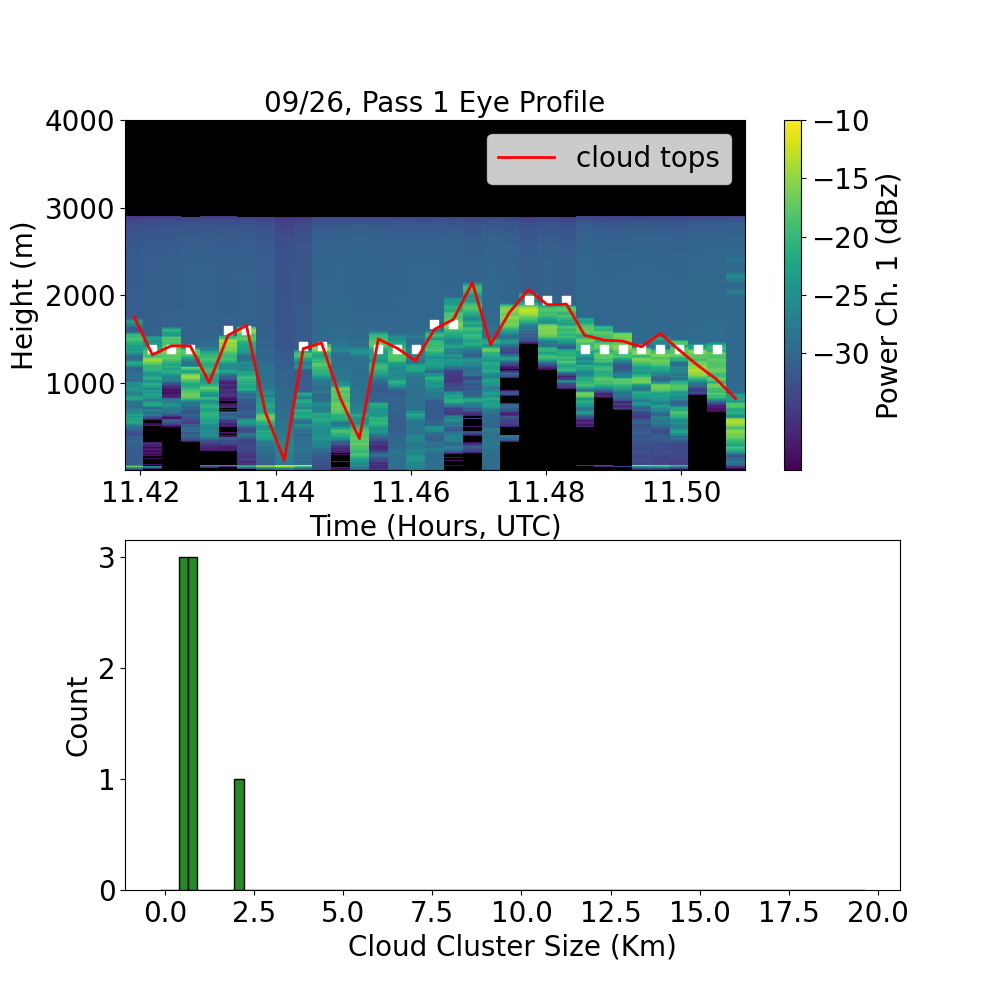 09/26, Pass 1 Eye Profile
4000
3000
2000
1000
Height (m)
cloud tops
11.42 11.44 11.46 11.48 11.50
Time (Hours, UTC)
−10
−15
−20
−25
−30
Power Ch. 1 (dBz)
3
2
1
0
Count
0.0 2.5 5.0 7.5 10.0 12.5 15.0 17.5 20.0
Cloud Cluster Size (Km)